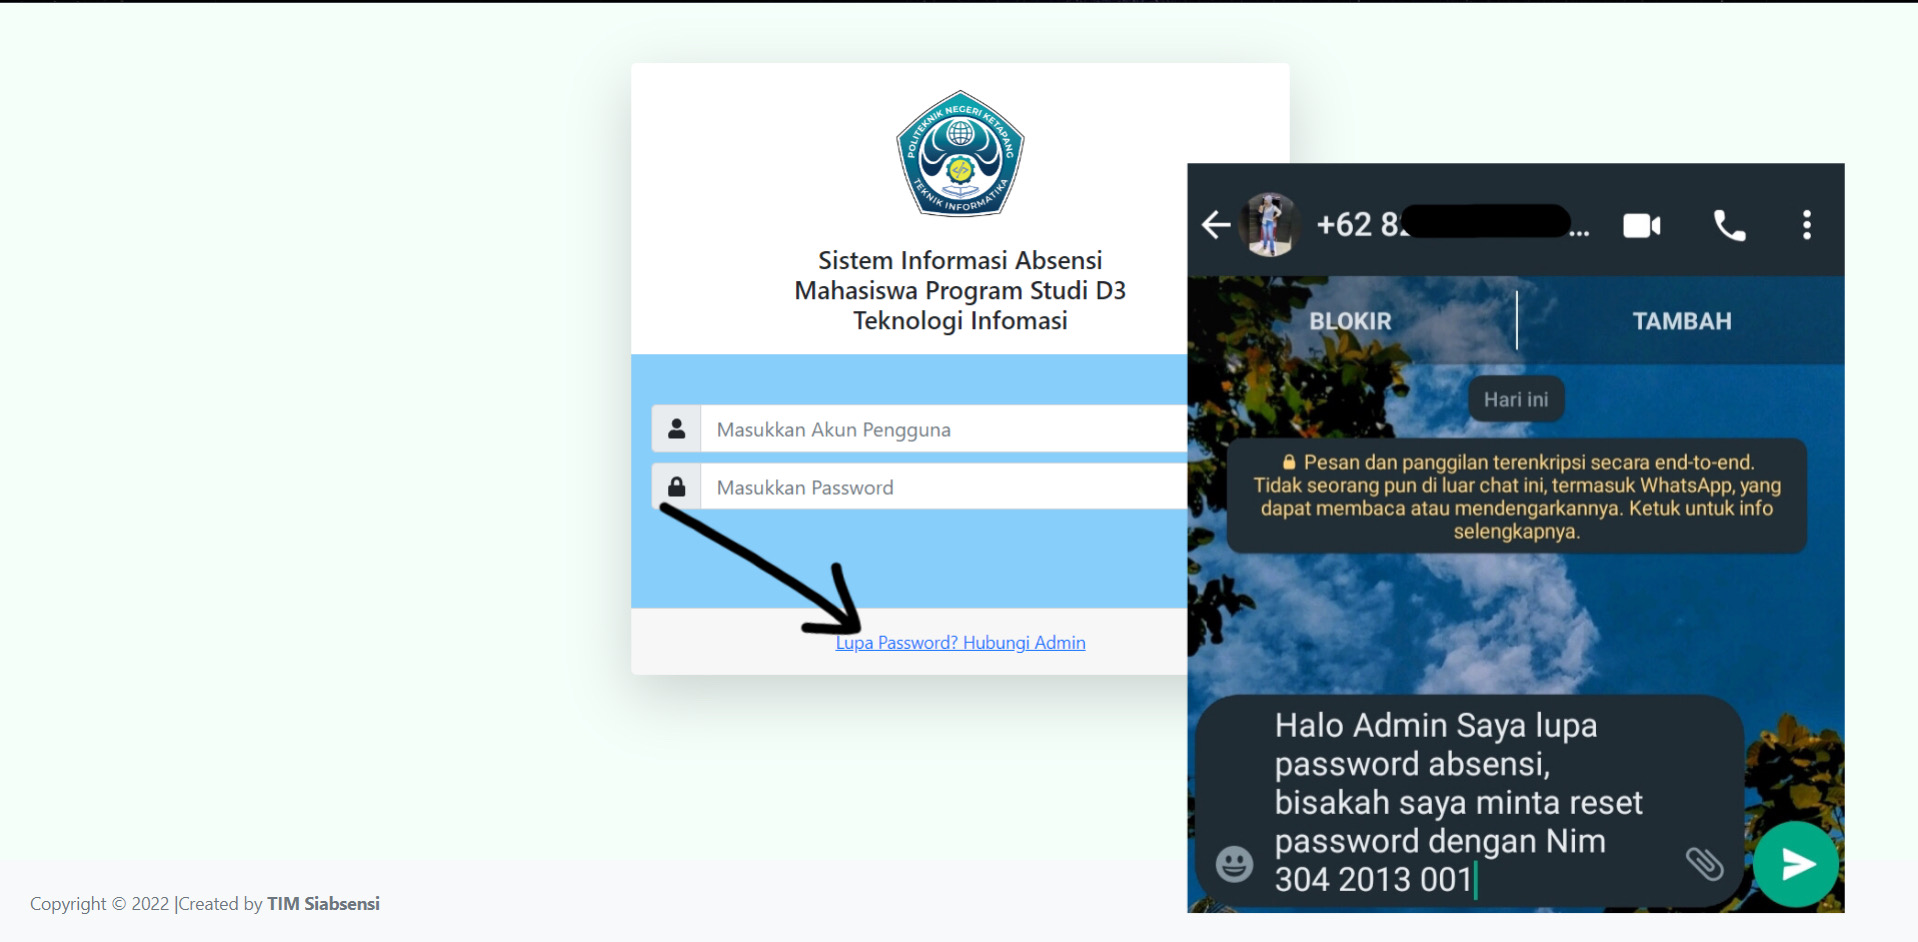 POLITEKNIK NEGERI KETAPANG
TEKNIK INFORMATIKA
Sistem Informasi Absensi
Mahasiswa Program Studi D3
Teknologi Infomasi
Masukkan Akun Pengguna
Masukkan Password
Lupa Password? Hubungi Admin
Copyright © 2022 |Created by TIM Siabsensi
+62 8 ...
BLOKIR
TAMBAH
Hari ini
Pesan dan panggilan terenkripsi secara end-to-end.
Tidak seorang pun di luar chat ini, termasuk WhatsApp, yang
dapat membaca atau mendengarkannya. Ketuk untuk info
selengkapnya.
Halo Admin Saya lupa
password absensi,
bisakah saya minta reset
password dengan Nim
304 2013 001